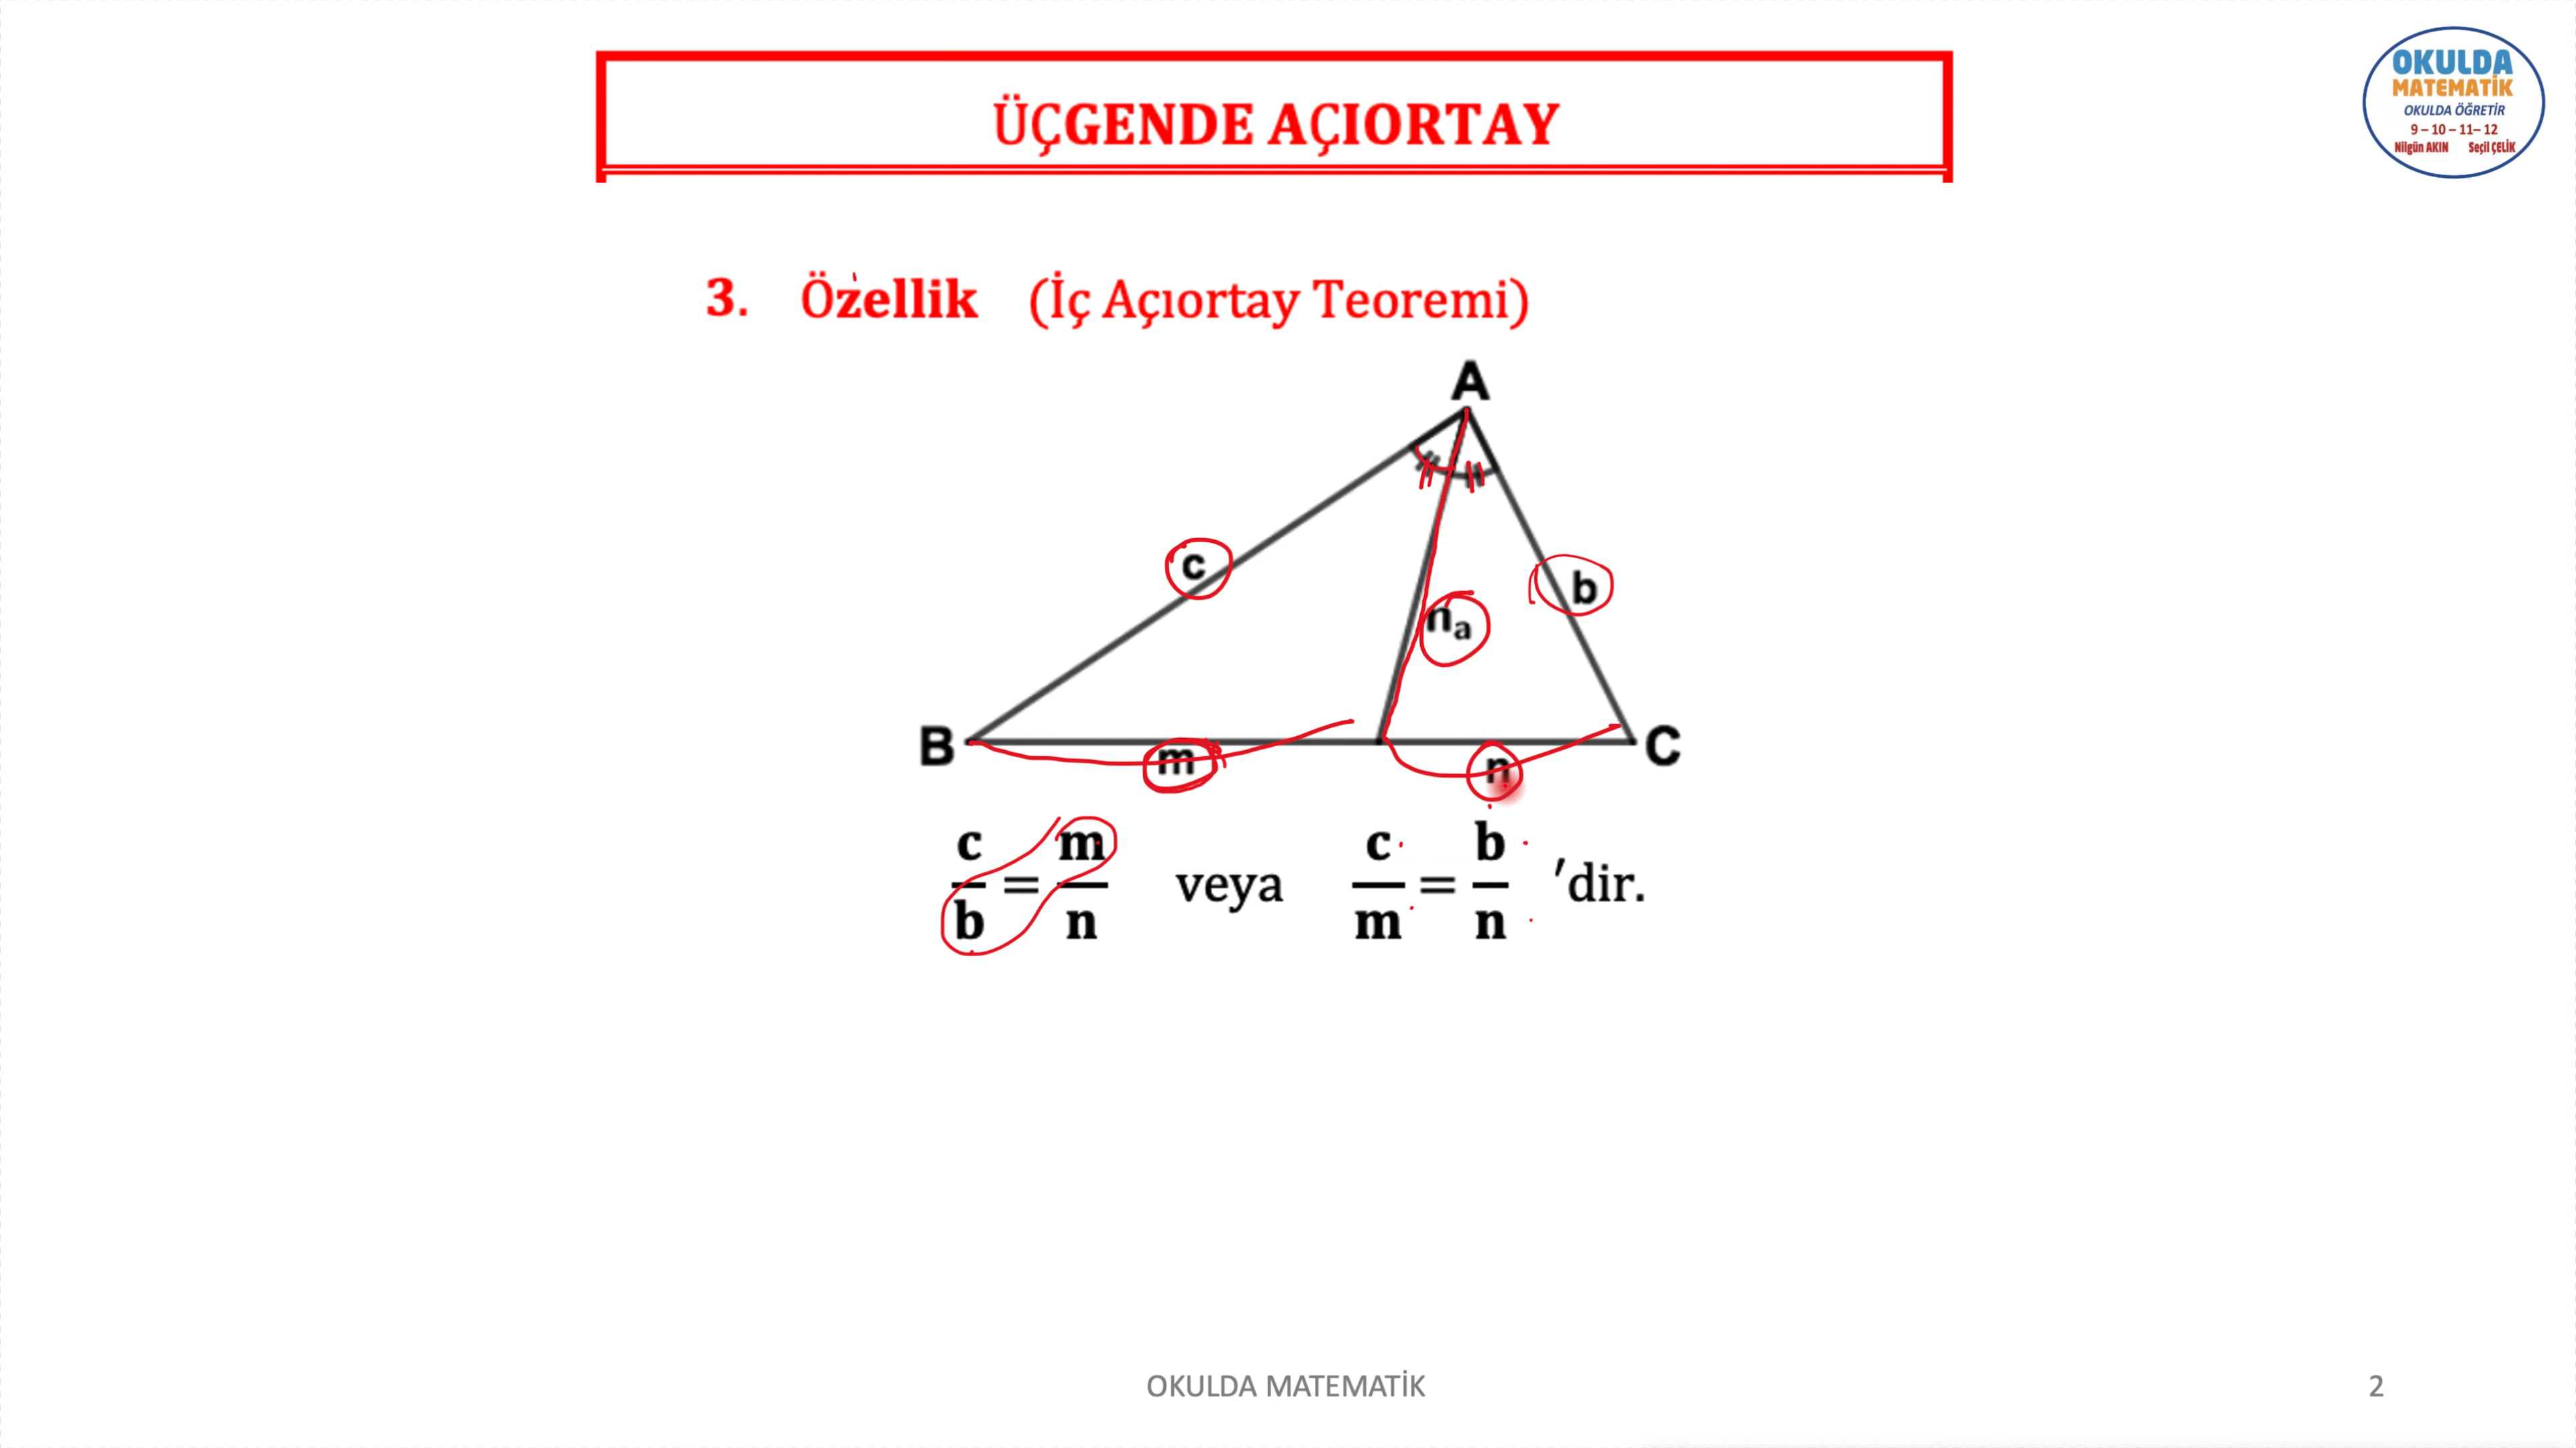 OKULDA
MATEMATİK
OKULDA ÖĞRETİR
9 – 10 – 11– 12
Nilgün AKIN Seçil ÇELİK
ÜÇGENDE AÇIORTAY
3. Özellik (İç Açıortay Teoremi)
A
c
b
nₐ
B
C
m
n
c/b = m/n veya c/m = b/n 'dir.
OKULDA MATEMATİK
2